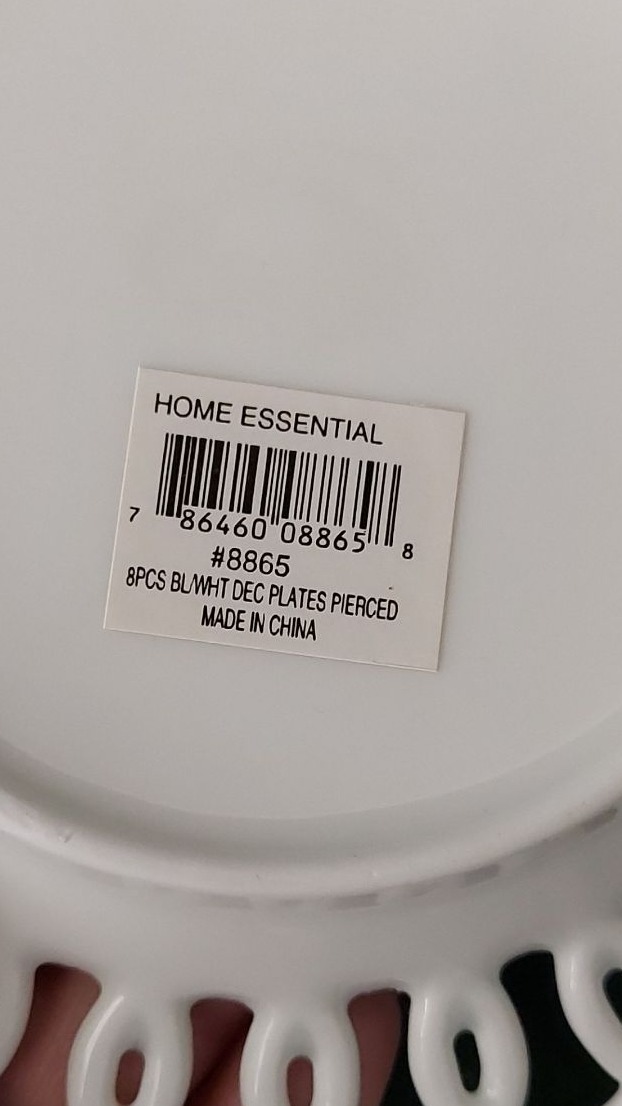 HOME ESSENTIAL
7 86460 08865 8
#8865
8PCS BL/WHT DEC PLATES PIERCED
MADE IN CHINA